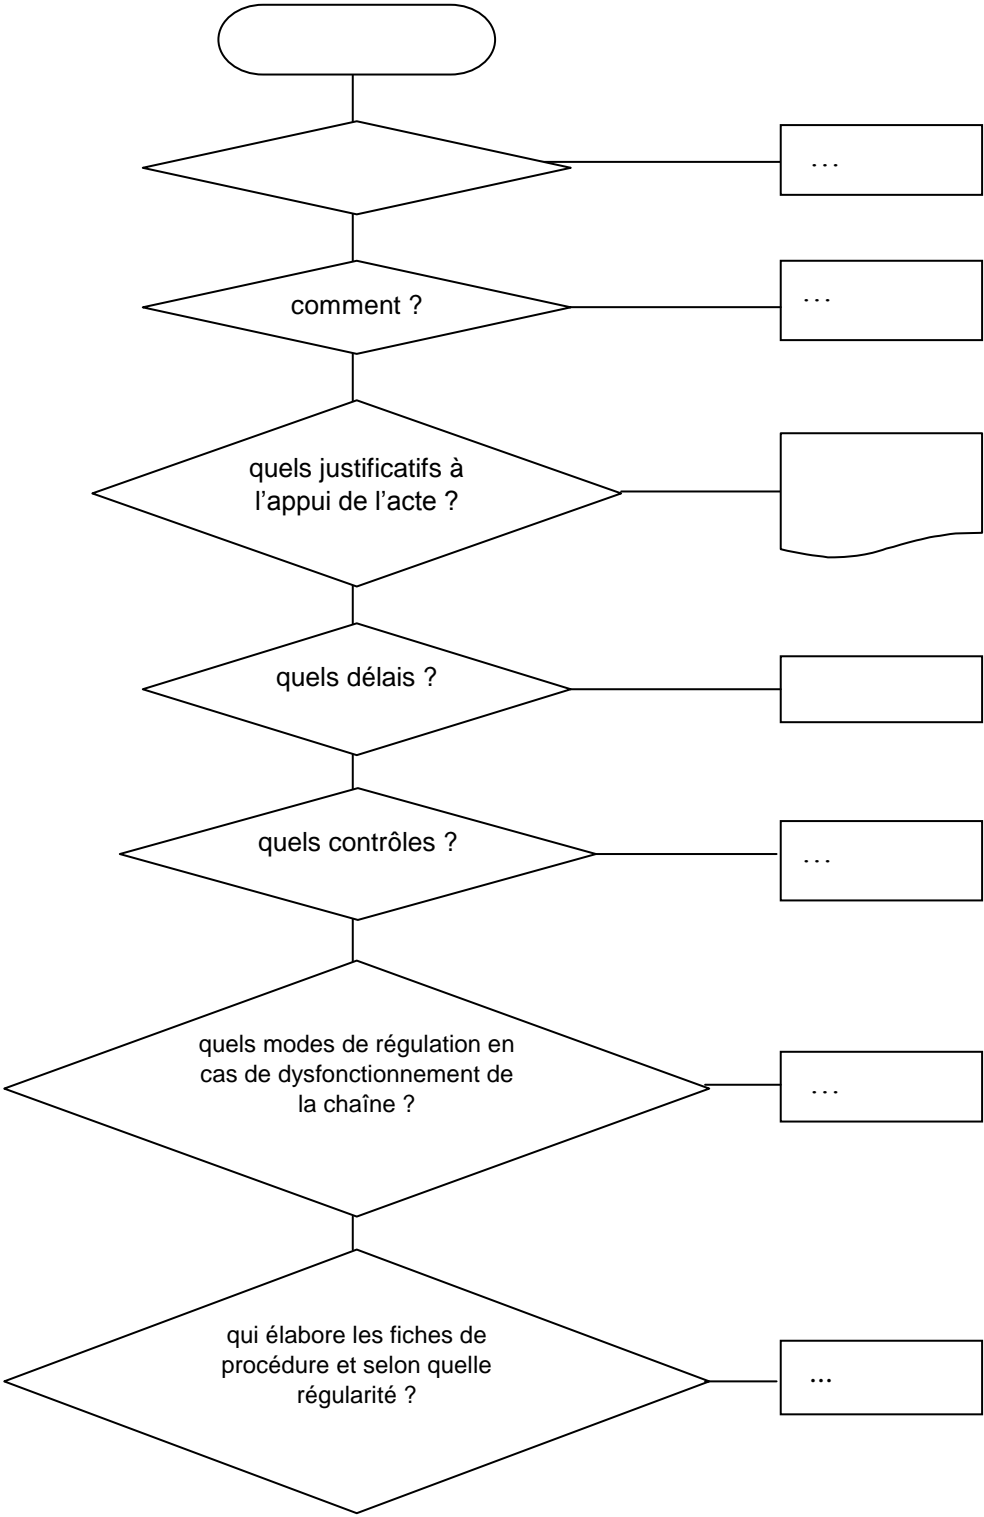 ...
comment ?
...
quels justificatifs à
l’appui de l’acte ?
quels délais ?
quels contrôles ?
...
quels modes de régulation en
cas de dysfonctionnement de
la chaîne ?
...
qui élabore les fiches de
procédure et selon quelle
régularité ?
...